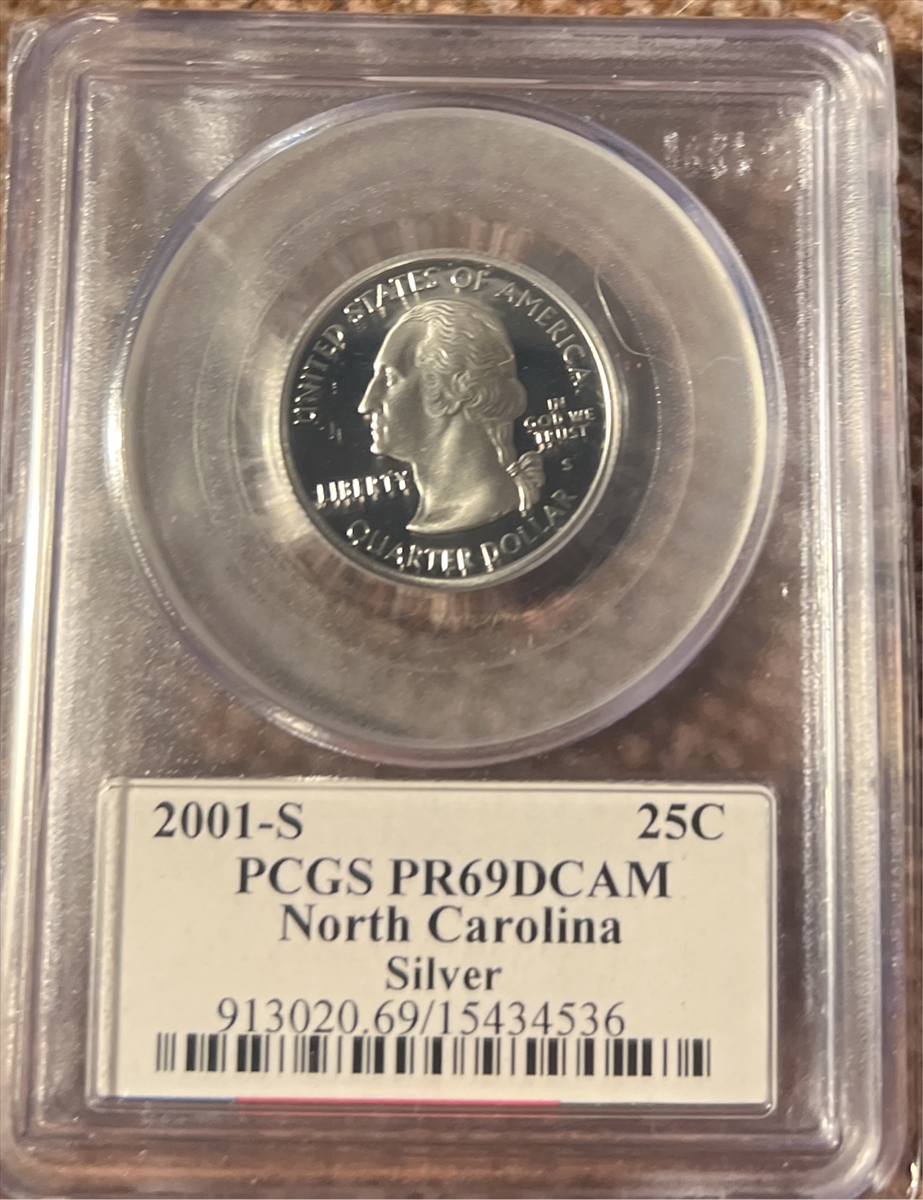 UNITED STATES OF AMERICA
IN
GOD WE
TRUST
S
LIBERTY
QUARTER DOLLAR
2001-S 25C
PCGS PR69DCAM
North Carolina
Silver
913020.69/15434536